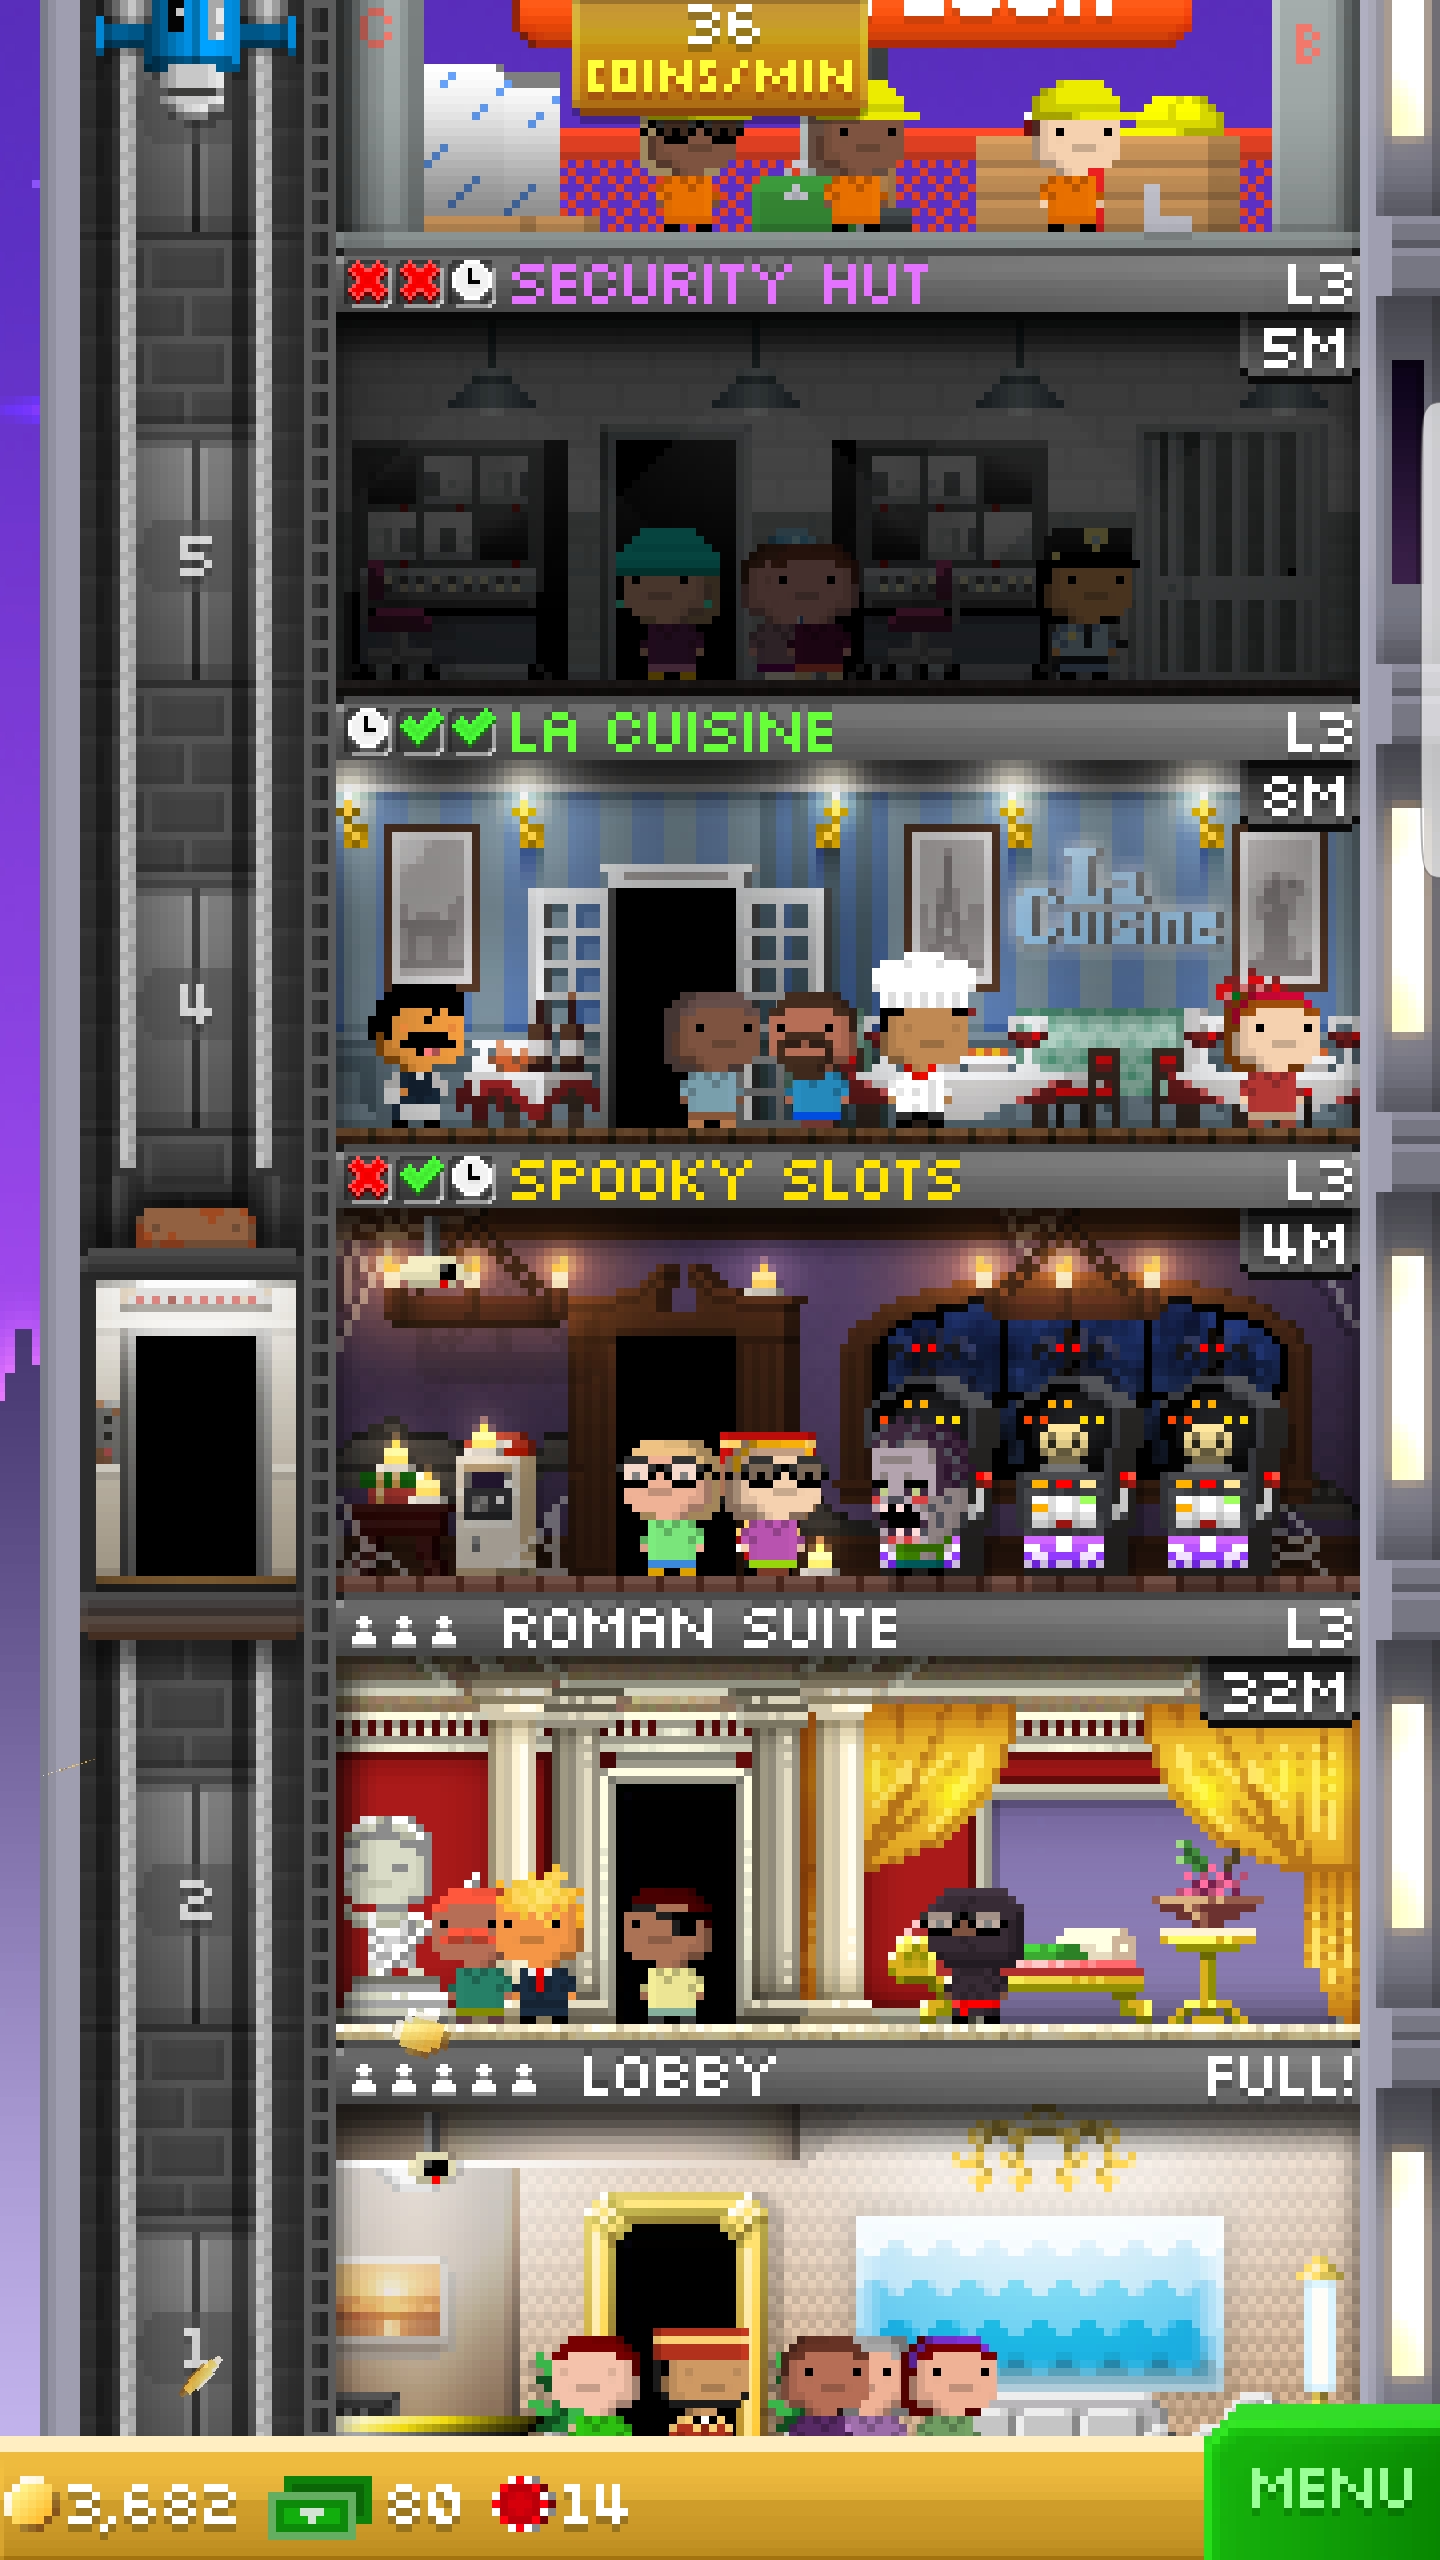 C
B
36
COINS/MIN
SECURITY HUT
L3
5M
5
LA CUISINE
L3
8M
La
Cuisine
4
SPOOKY SLOTS
L3
4M
ROMAN SUITE
L3
32M
2
LOBBY
FULL!
1
3,682
80
14
MENU